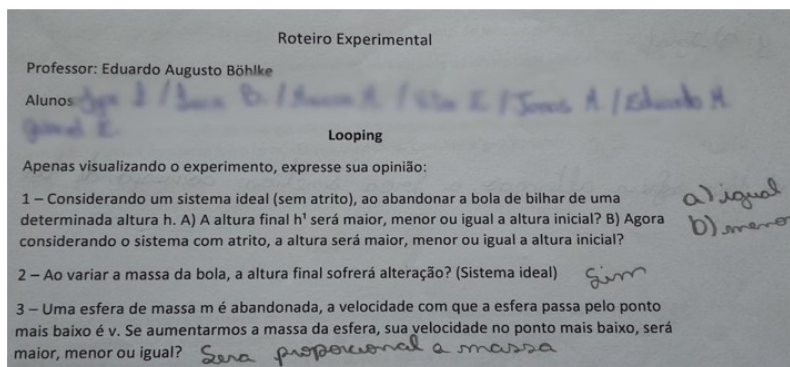 Roteiro Experimental
Professor: Eduardo Augusto Böhlke
Alunos
Looping
Apenas visualizando o experimento, expresse sua opinião:
1 – Considerando um sistema ideal (sem atrito), ao abandonar a bola de bilhar de uma a) igual
determinada altura h. A) A altura final h¹ será maior, menor ou igual a altura inicial? B) Agora b) meno
considerando o sistema com atrito, a altura será maior, menor ou igual a altura inicial?
2 – Ao variar a massa da bola, a altura final sofrerá alteração? (Sistema ideal) Sim
3 – Uma esfera de massa m é abandonada, a velocidade com que a esfera passa pelo ponto
mais baixo é v. Se aumentarmos a massa da esfera, sua velocidade no ponto mais baixo, será
maior, menor ou igual? Sera proporcional a massa